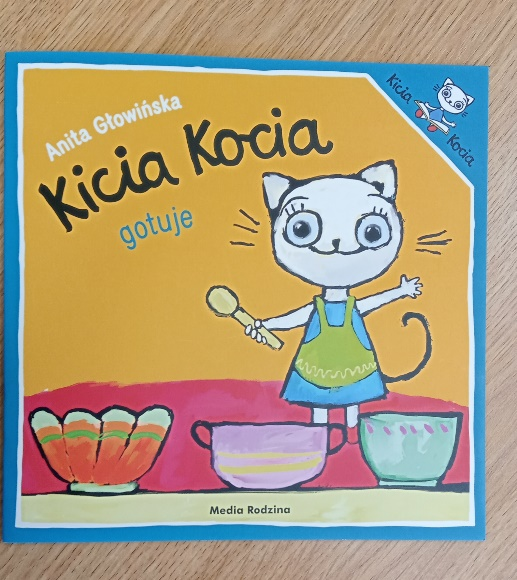 Anita Głowińska
Kicia Kocia
gotuje
Kicia
Kocia
Media Rodzina